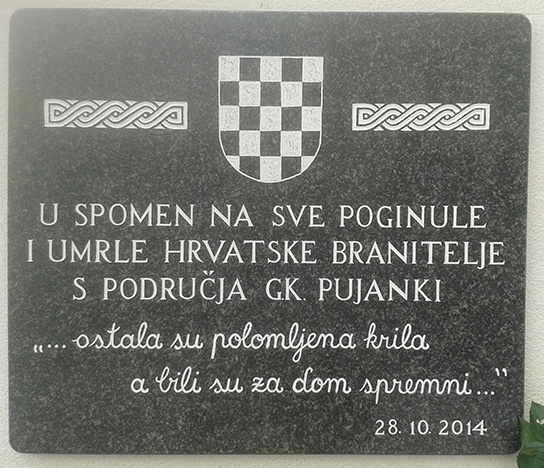 U SPOMEN NA SVE POGINULE
I UMRLE HRVATSKE BRANITELJE
S PODRUČJA GK. PUJANKI
„... ostala su polomljena krila
a bili su za dom spremni..."
28. 10. 2014